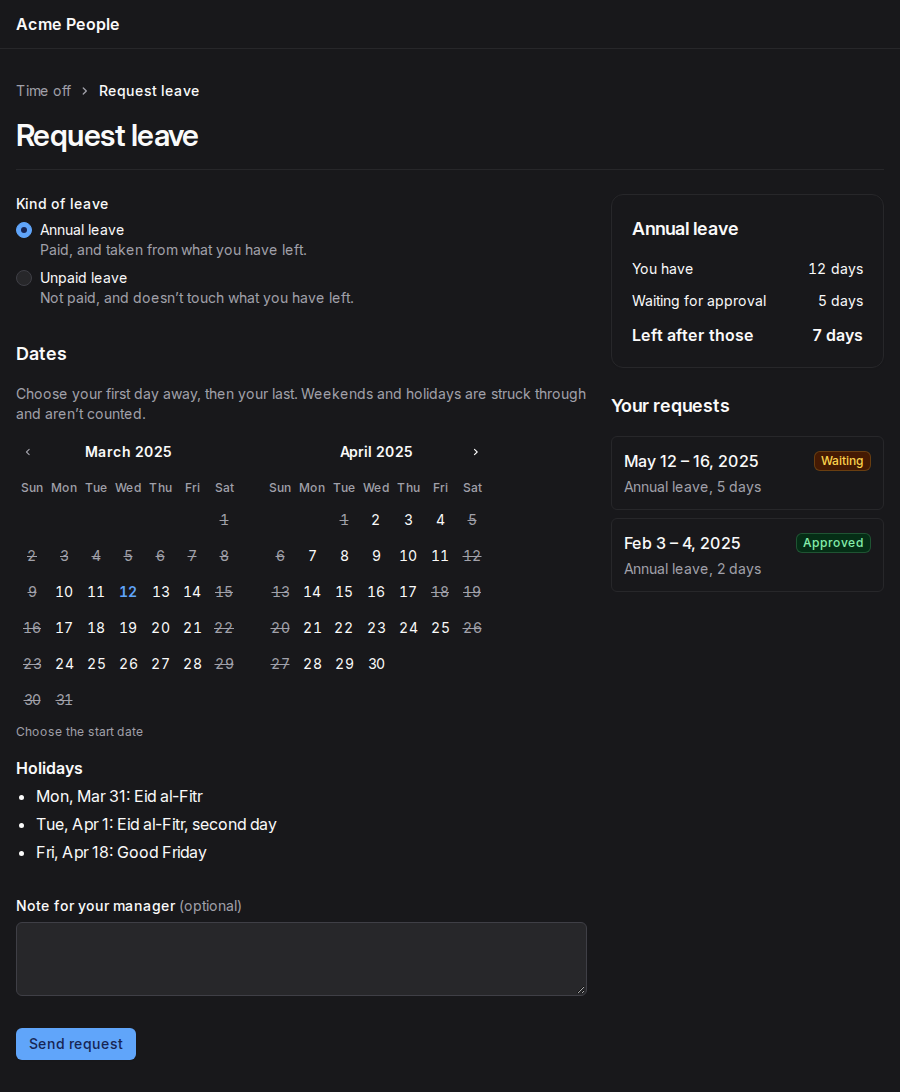 Acme People
Time off › Request leave
Request leave
Kind of leave
Annual leave
Paid, and taken from what you have left.
Unpaid leave
Not paid, and doesn’t touch what you have left.
Dates
Choose your first day away, then your last. Weekends and holidays are struck through
and aren’t counted.
March 2025
Sun Mon Tue Wed Thu Fri Sat
1
2 3 4 5 6 7 8
9 10 11 12 13 14 15
16 17 18 19 20 21 22
23 24 25 26 27 28 29
30 31
April 2025
Sun Mon Tue Wed Thu Fri Sat
1 2 3 4 5
6 7 8 9 10 11 12
13 14 15 16 17 18 19
20 21 22 23 24 25 26
27 28 29 30
Choose the start date
Holidays
• Mon, Mar 31: Eid al-Fitr
• Tue, Apr 1: Eid al-Fitr, second day
• Fri, Apr 18: Good Friday
Note for your manager (optional)
Send request
Annual leave
You have 12 days
Waiting for approval 5 days
Left after those 7 days
Your requests
May 12 – 16, 2025 Waiting
Annual leave, 5 days
Feb 3 – 4, 2025 Approved
Annual leave, 2 days